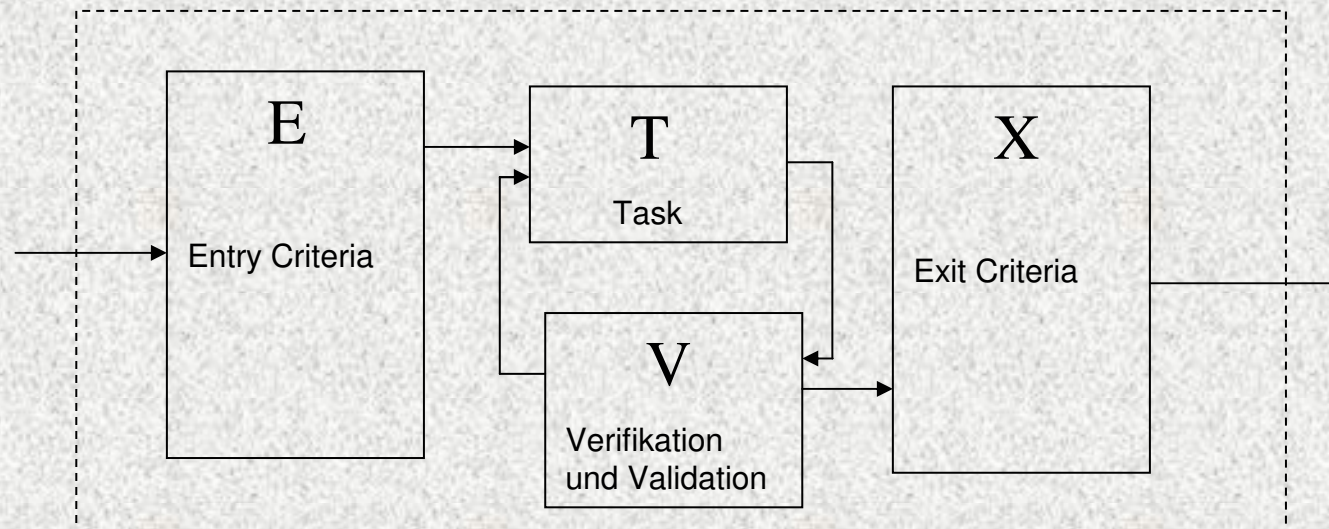 E
Entry Criteria
T
Task
V
Verifikation
und Validation
X
Exit Criteria